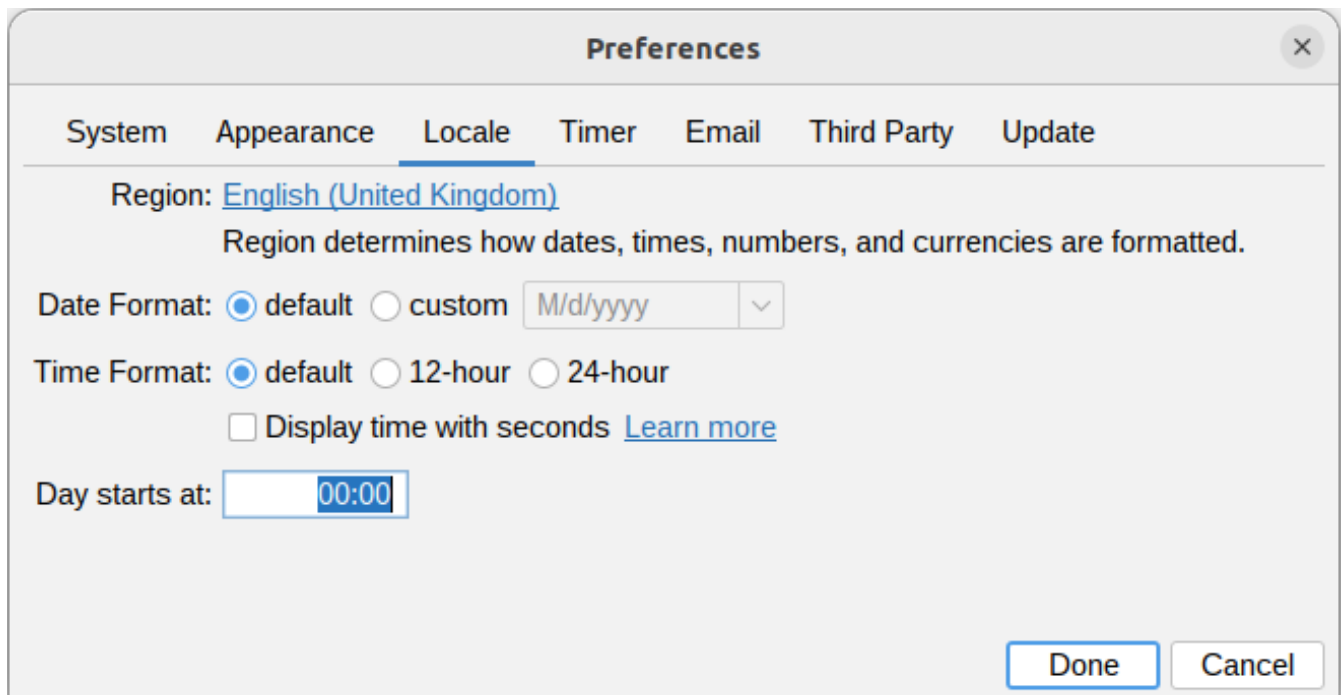 Preferences
System Appearance Locale Timer Email Third Party Update
Region: English (United Kingdom)
Region determines how dates, times, numbers, and currencies are formatted.
Date Format: default custom M/d/yyyy
Time Format: default 12-hour 24-hour
Display time with seconds Learn more
Day starts at: 00:00
Done Cancel